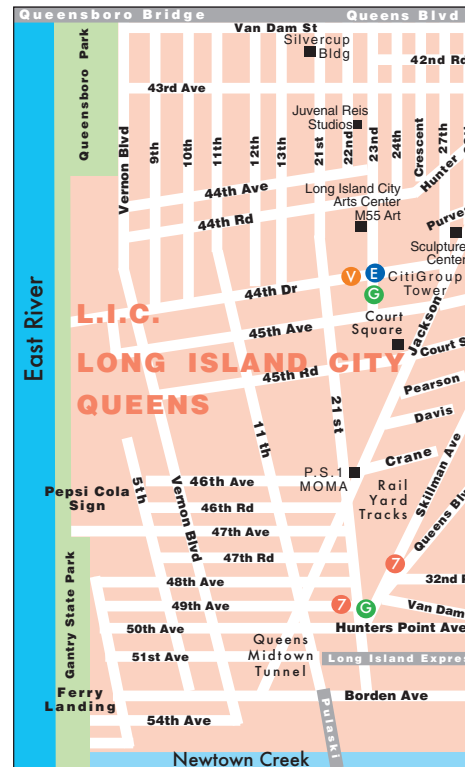 Queensboro Bridge
Queens Blvd
Van Dam St
Silvercup
Bldg
42nd Rd
43rd Ave
Queensboro Park
Juvenal Reis
Studios
Vernon Blvd
9th
10th
11th
12th
13th
21st
22nd
23nd
24th
Crescent
27th
Hunter
44th Ave
Long Island City
Arts Center
M55 Art
44th Rd
Purves
Sculpture
Center
V
E
G
CitiGroup
Tower
44th Dr
East River
L.I.C.
LONG ISLAND CITY
QUEENS
45th Ave
Court
Square
Jackson
Court S
45th Rd
Pearson
21 st
Davis
11 th
Crane
5th
46th Ave
P.S.1
MOMA
Rail
Yard
Tracks
Skillman Ave
Queens Blv
Pepsi Cola
Sign
46th Rd
Vernon Blvd
47th Ave
47th Rd
7
48th Ave
32nd P
49th Ave
7
G
Van Dam
Gantry State Park
50th Ave
Hunters Point Ave
51st Ave
Queens
Midtown
Tunnel
Long Island Expre
Ferry
Landing
Borden Ave
54th Ave
Pulaski
Newtown Creek